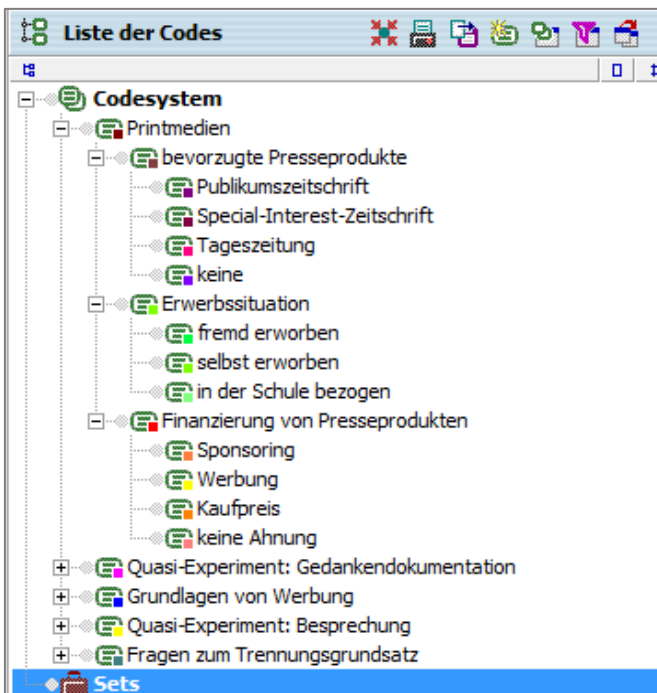 Liste der Codes
Codesystem
Printmedien
bevorzugte Presseprodukte
Publikumszeitschrift
Special-Interest-Zeitschrift
Tageszeitung
keine
Erwerbssituation
fremd erworben
selbst erworben
in der Schule bezogen
Finanzierung von Presseprodukten
Sponsoring
Werbung
Kaufpreis
keine Ahnung
Quasi-Experiment: Gedankendokumentation
Grundlagen von Werbung
Quasi-Experiment: Besprechung
Fragen zum Trennungsgrundsatz
Sets